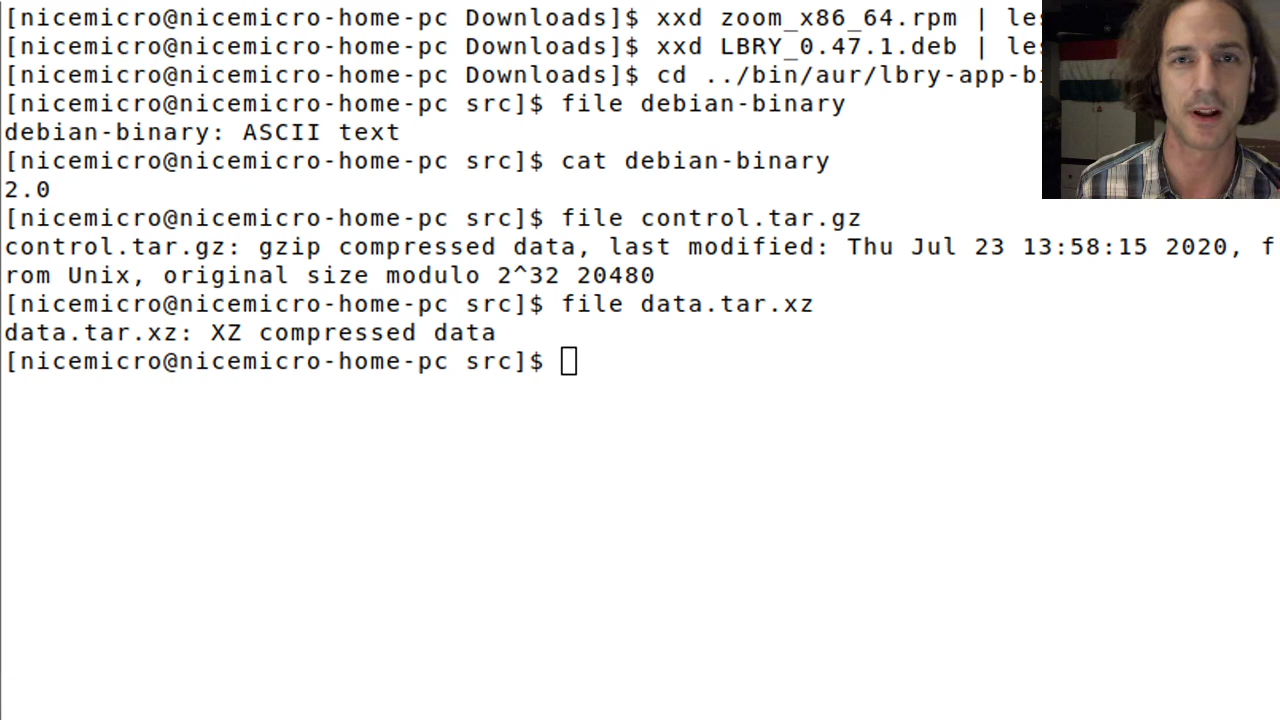 [nicemicro@nicemicro-home-pc Downloads]$ xxd zoom_x86_64.rpm | les
[nicemicro@nicemicro-home-pc Downloads]$ xxd LBRY_0.47.1.deb | les
[nicemicro@nicemicro-home-pc Downloads]$ cd ../bin/aur/lbry-app-bi
[nicemicro@nicemicro-home-pc src]$ file debian-binary
debian-binary: ASCII text
[nicemicro@nicemicro-home-pc src]$ cat debian-binary
2.0
[nicemicro@nicemicro-home-pc src]$ file control.tar.gz
control.tar.gz: gzip compressed data, last modified: Thu Jul 23 13:58:15 2020, f
rom Unix, original size modulo 2^32 20480
[nicemicro@nicemicro-home-pc src]$ file data.tar.xz
data.tar.xz: XZ compressed data
[nicemicro@nicemicro-home-pc src]$